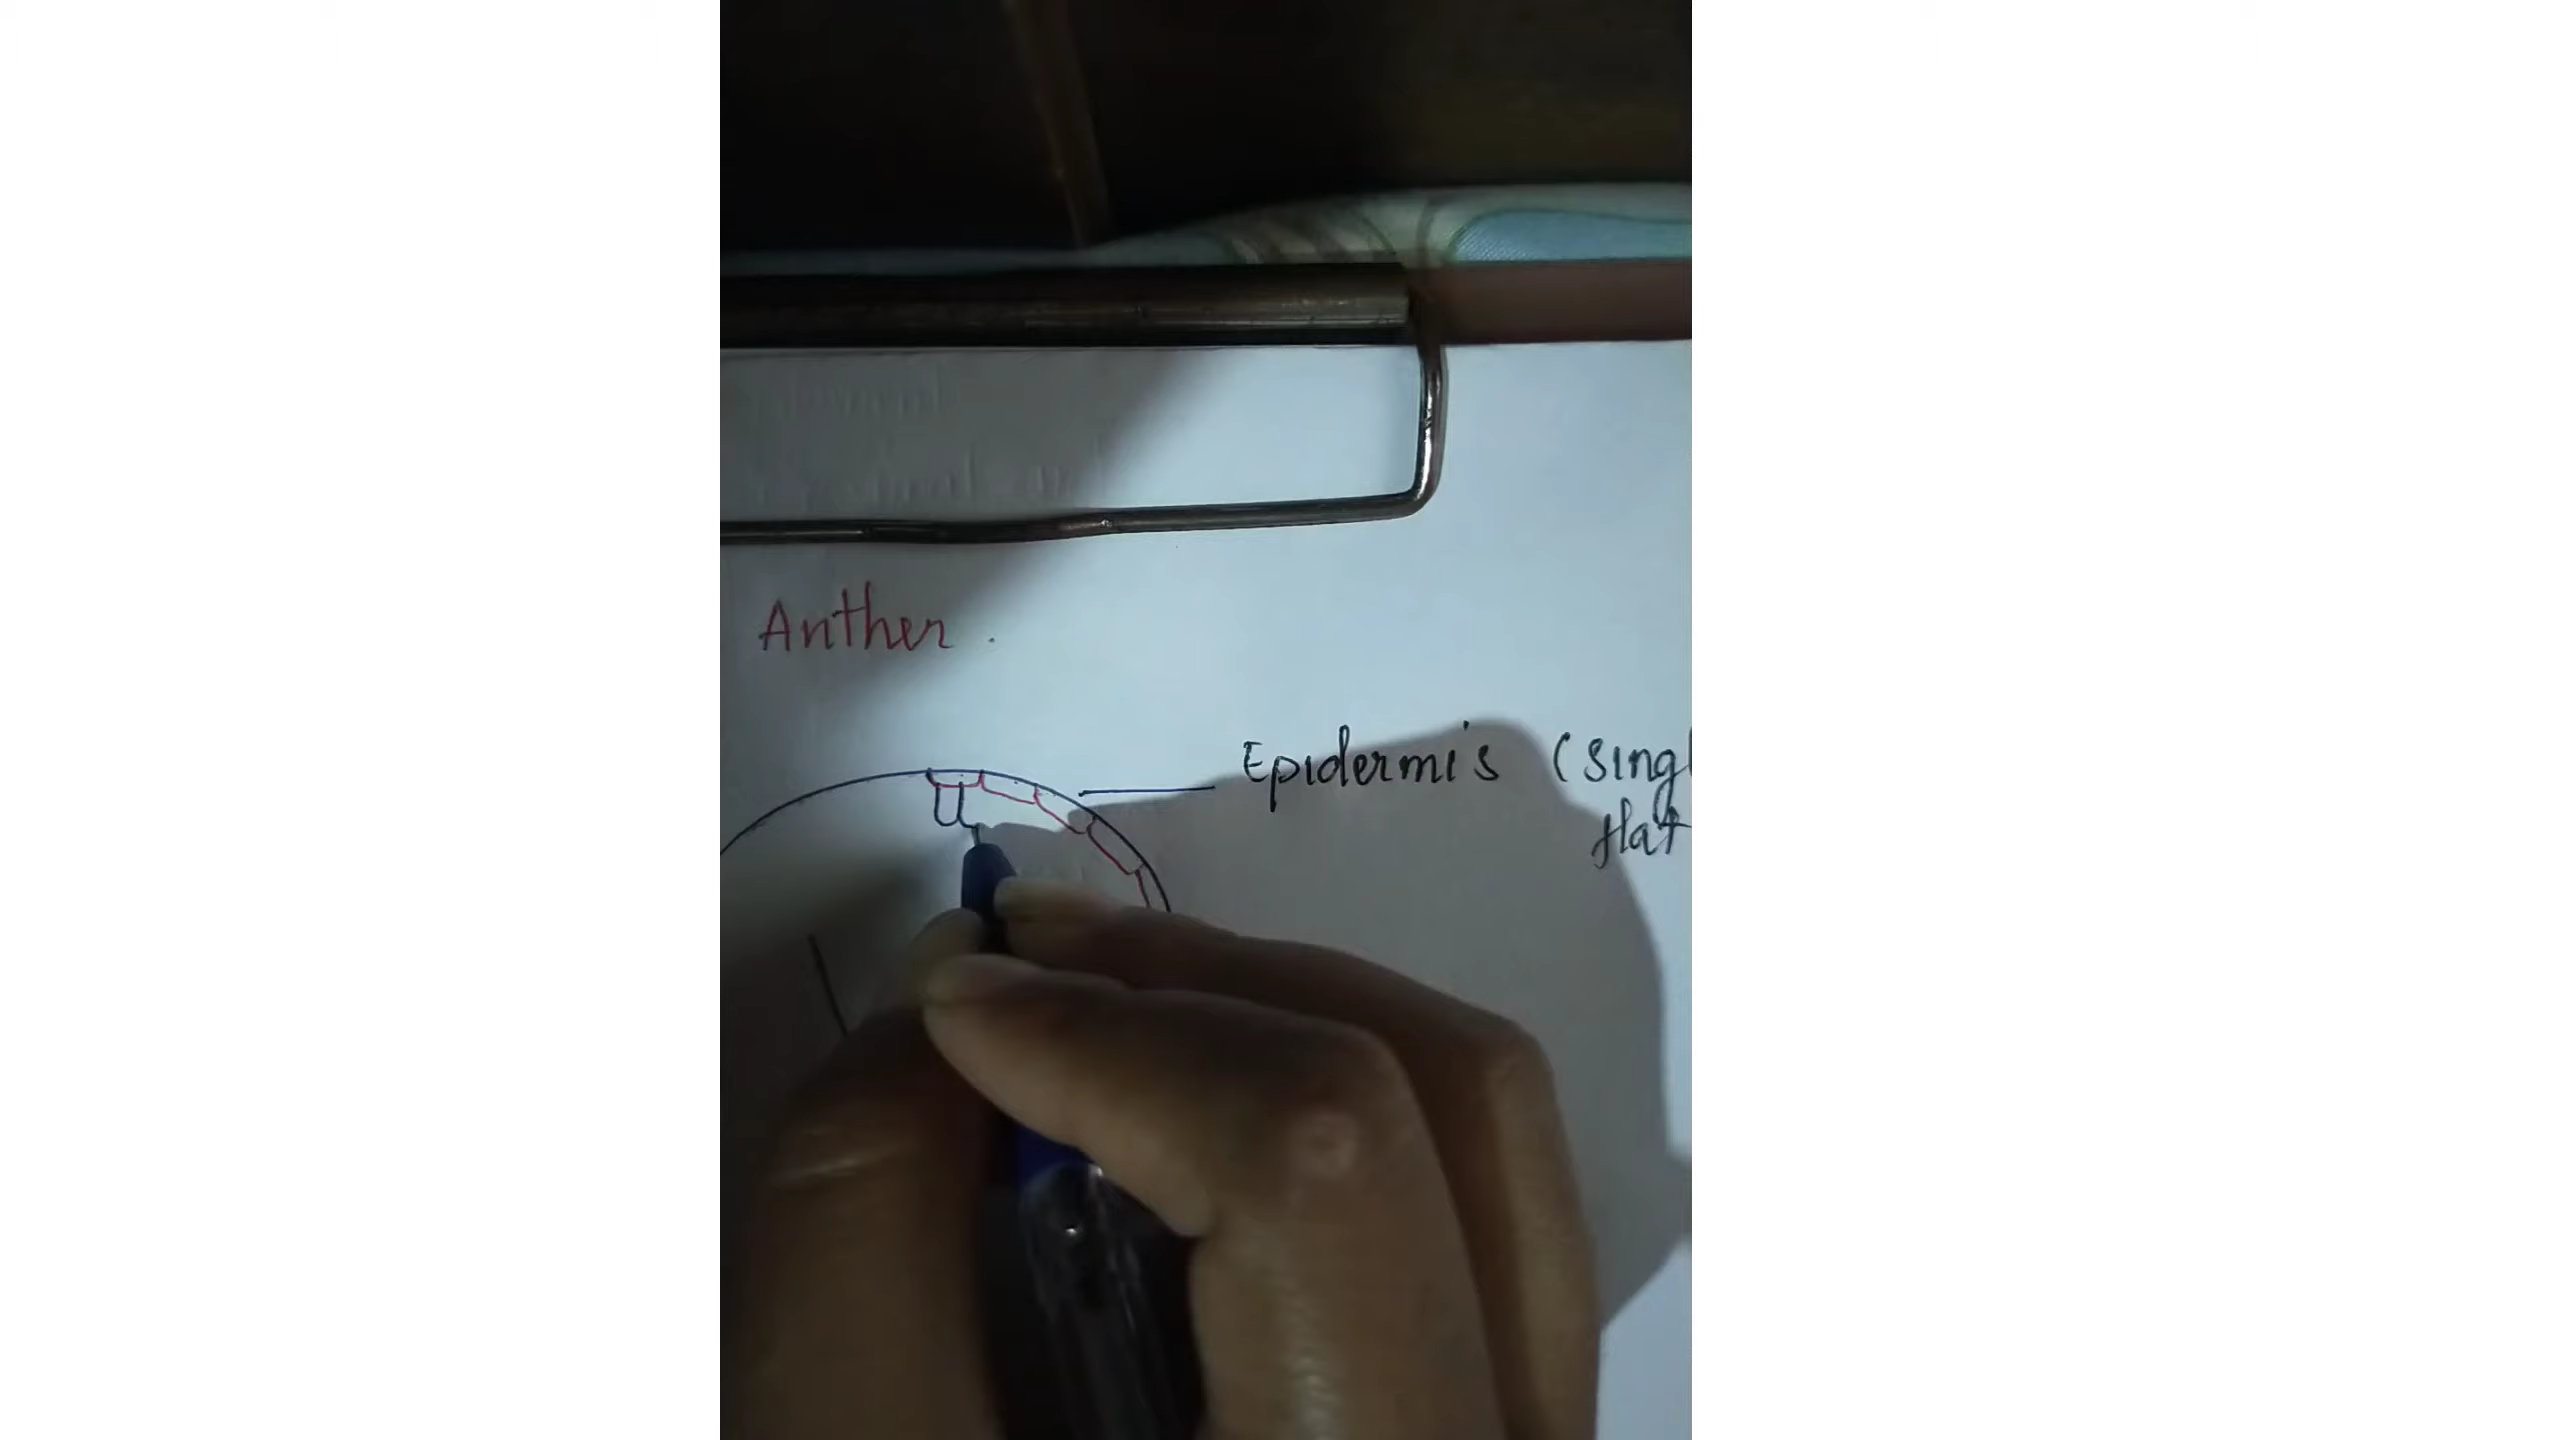 Anther.
Epidermis (singl
flat